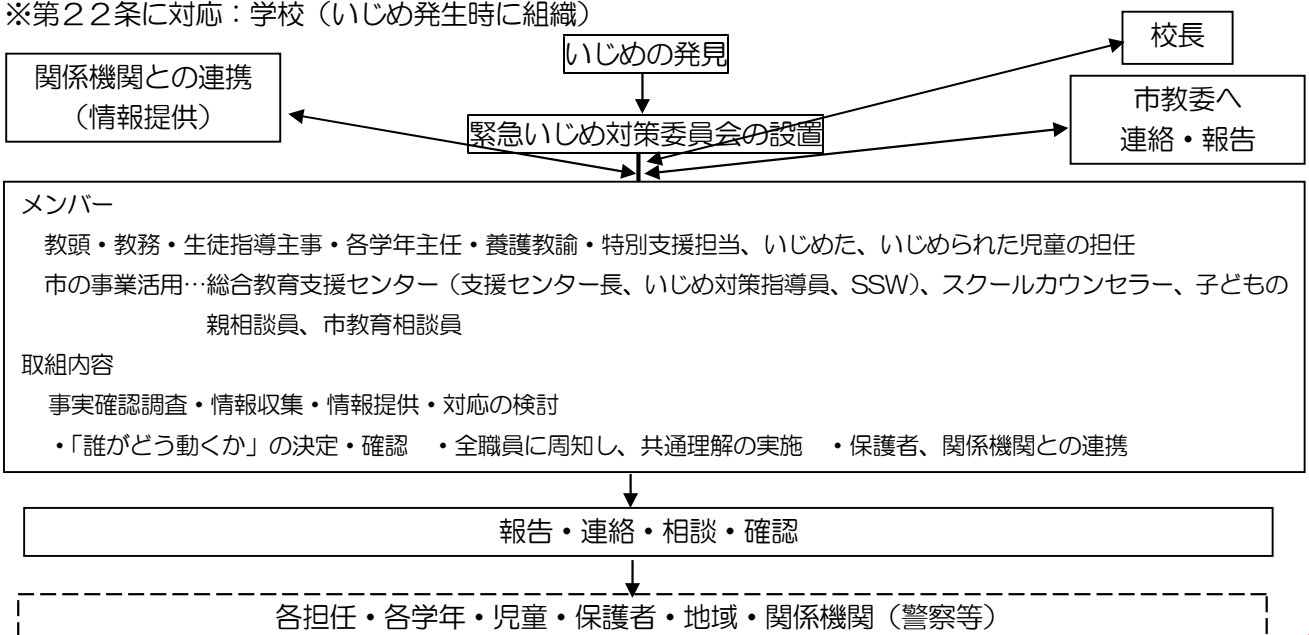 ※第２２条に対応：学校（いじめ発生時に組織）
いじめの発見
校長
関係機関との連携
（情報提供）
市教委へ
連絡・報告
緊急いじめ対策委員会の設置
メンバー
教頭・教務・生徒指導主事・各学年主任・養護教諭・特別支援担当、いじめた、いじめられた児童の担任
市の事業活用…総合教育支援センター（支援センター長、いじめ対策指導員、SSW）、スクールカウンセラー、子どもの
親相談員、市教育相談員
取組内容
事実確認調査・情報収集・情報提供・対応の検討
・「誰がどう動くか」の決定・確認　・全職員に周知し、共通理解の実施　・保護者、関係機関との連携
報告・連絡・相談・確認
各担任・各学年・児童・保護者・地域・関係機関（警察等）